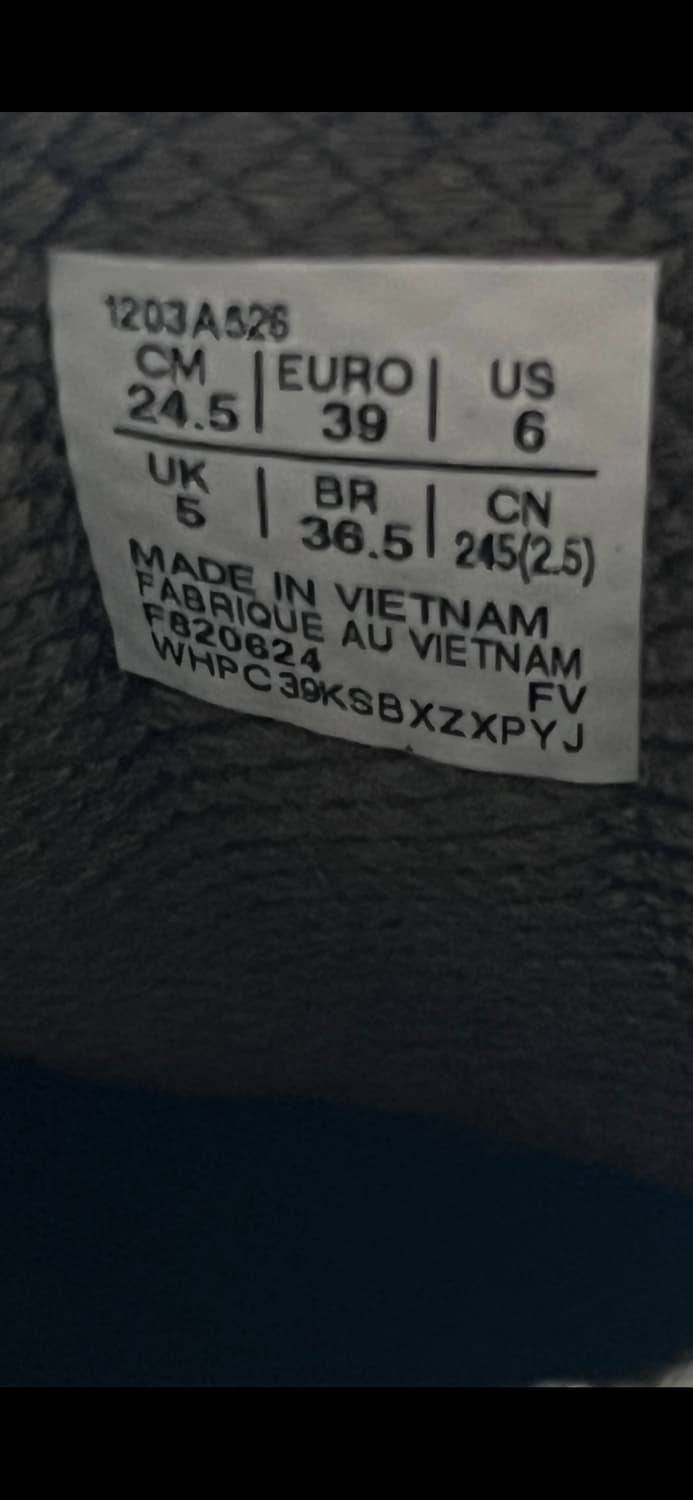 1203A526
CM | EURO | US
24.5 | 39 | 6
UK | BR | CN
5 | 36.5 | 245(2.5)
MADE IN VIETNAM
FABRIQUE AU VIETNAM
F820624 FV
WHPC39KSBXZXPYJ